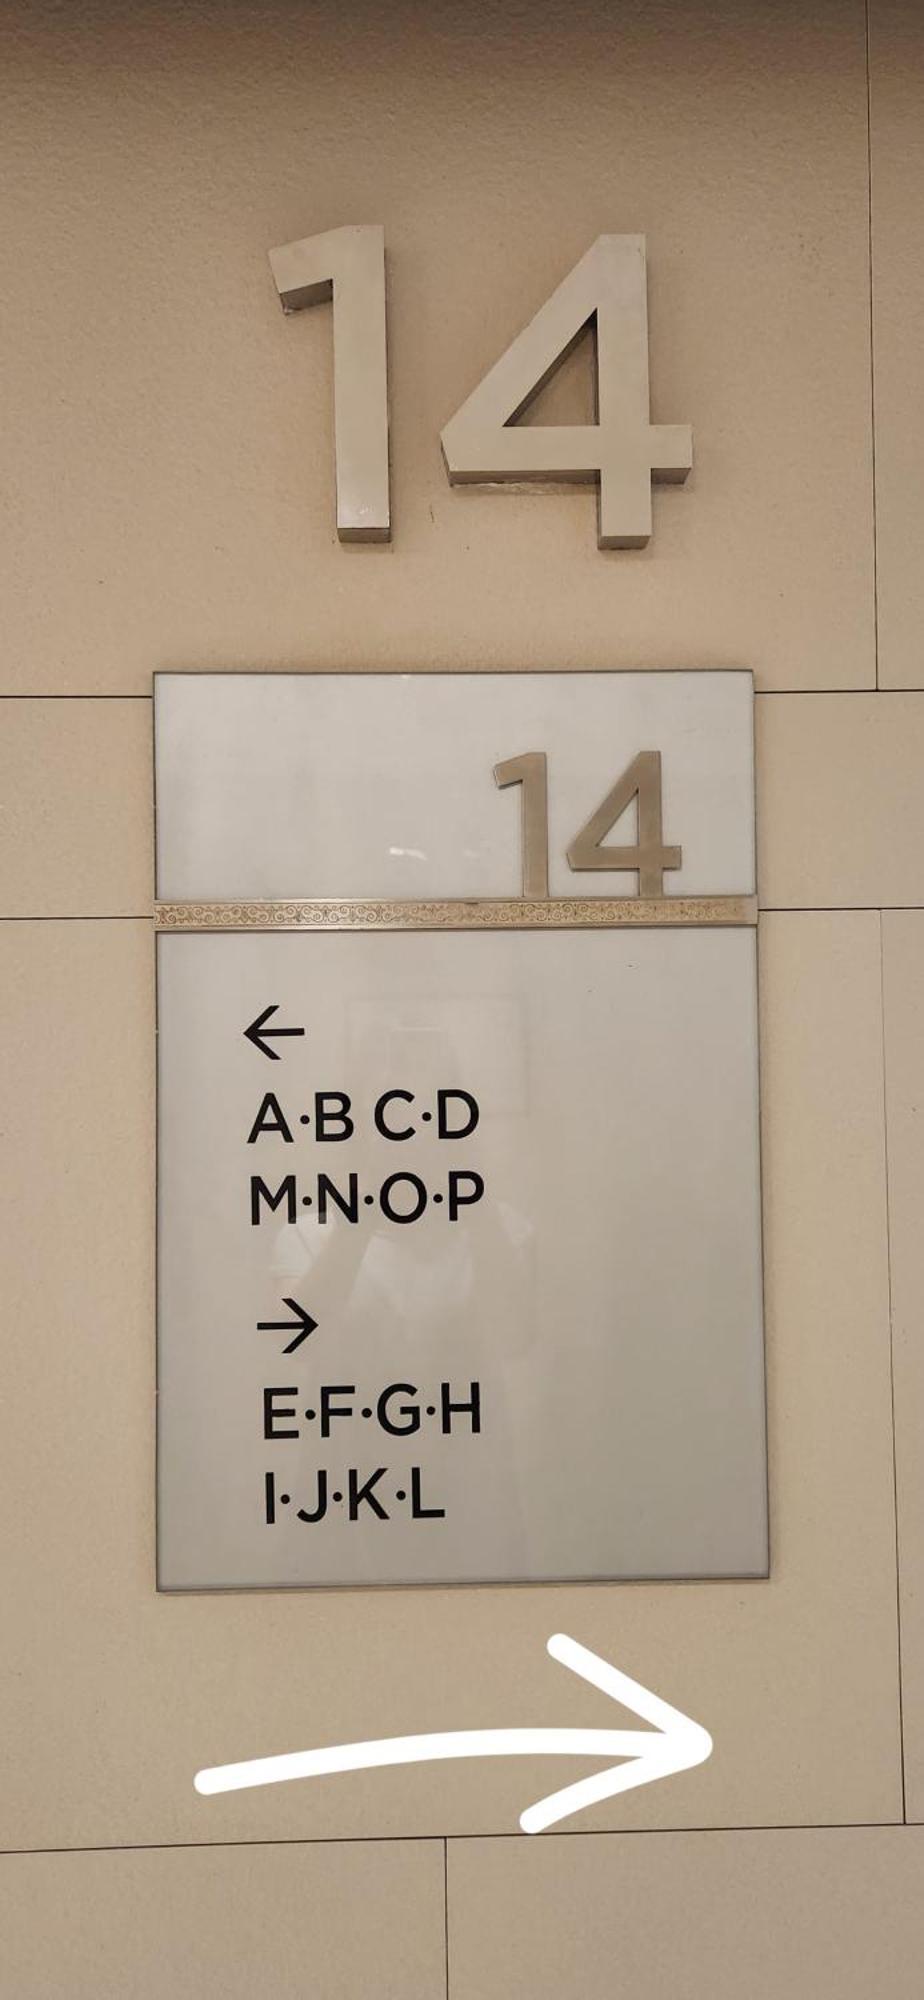 14
14
←
A·B C·D
M·N·O·P
→
E·F·G·H
I·J·K·L